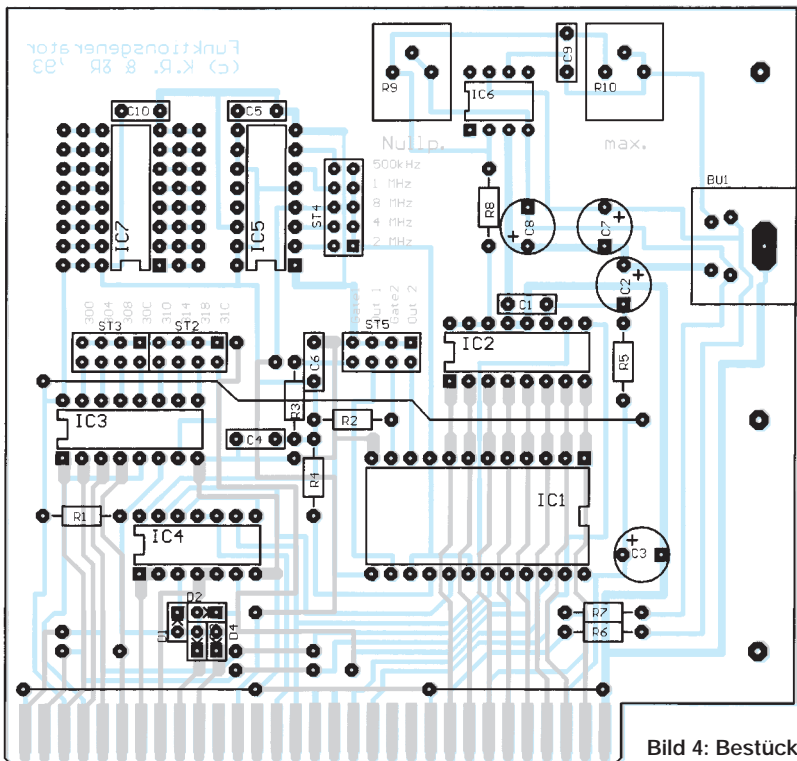 Funktionsgenerator
(c) K.R. & ƐR '93
C9
R9
R10
IC6
C10
C5
Nullp.
max.
500kHz
1 MHz
8 MHz
4 MHz
2 MHz
ST4
IC7
IC5
R8
C8
C7
C2
BU1
300
304
308
30C
310
314
318
31C
Gate1
Out 1
Gate2
Out 2
ST3
ST2
ST5
C1
IC2
C6
R5
IC3
R3
R2
C4
R4
IC1
R1
IC4
C3
D2
D1
D4
R7
R6
Bild 4: Bestück